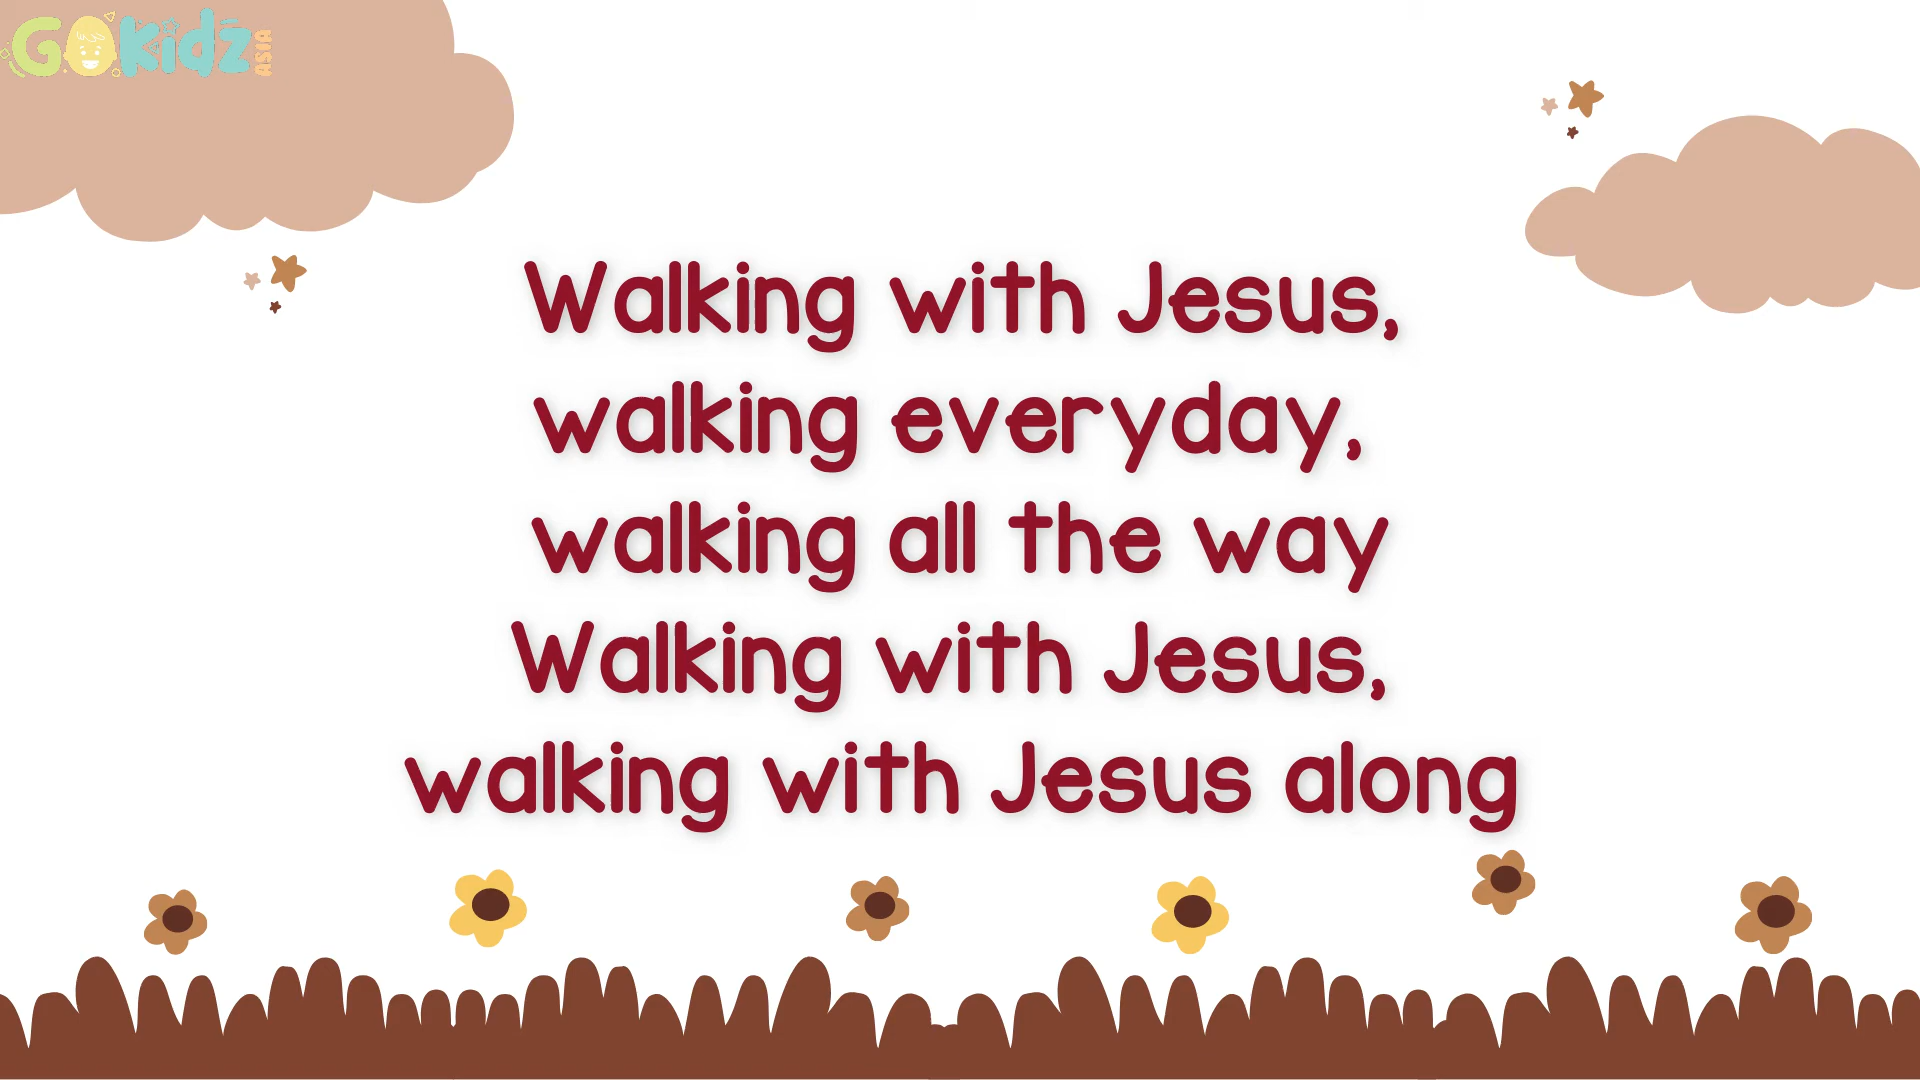 GOKidz ASIA
Walking with Jesus,
walking everyday,
walking all the way
Walking with Jesus,
walking with Jesus along